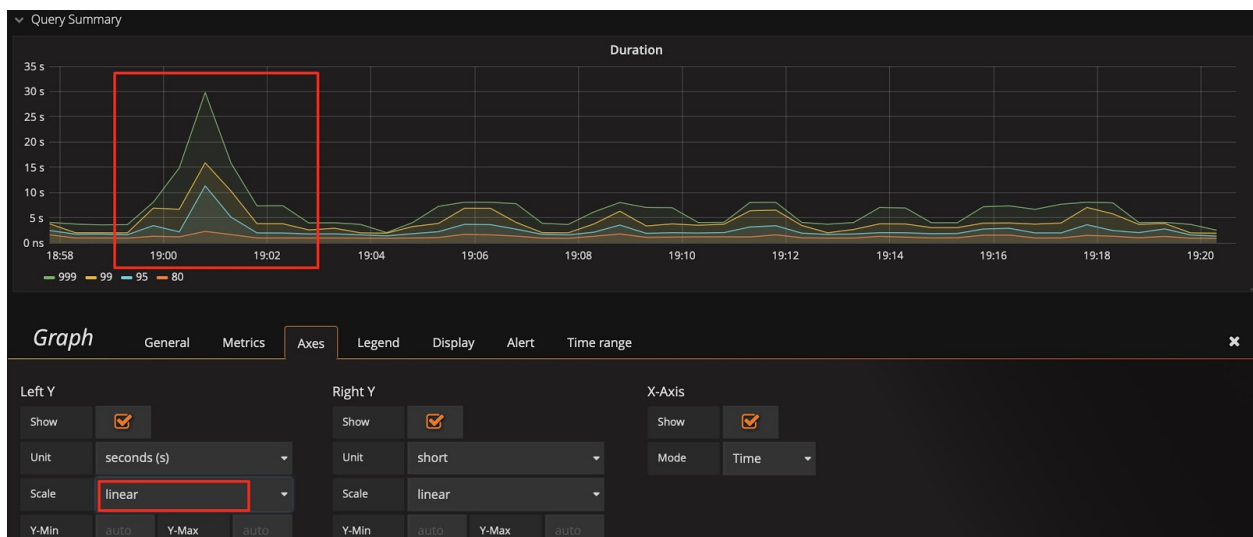 Query Summary
Duration
35 s
30 s
25 s
20 s
15 s
10 s
5 s
0 ns
18:58 19:00 19:02 19:04 19:06 19:08 19:10 19:12 19:14 19:16 19:18 19:20
999 99 95 80
Graph General Metrics Axes Legend Display Alert Time range
Left Y Right Y X-Axis
Show Show Show
Unit seconds (s) Unit short Mode Time
Scale linear Scale linear
Y-Min auto Y-Max auto Y-Min auto Y-Max auto